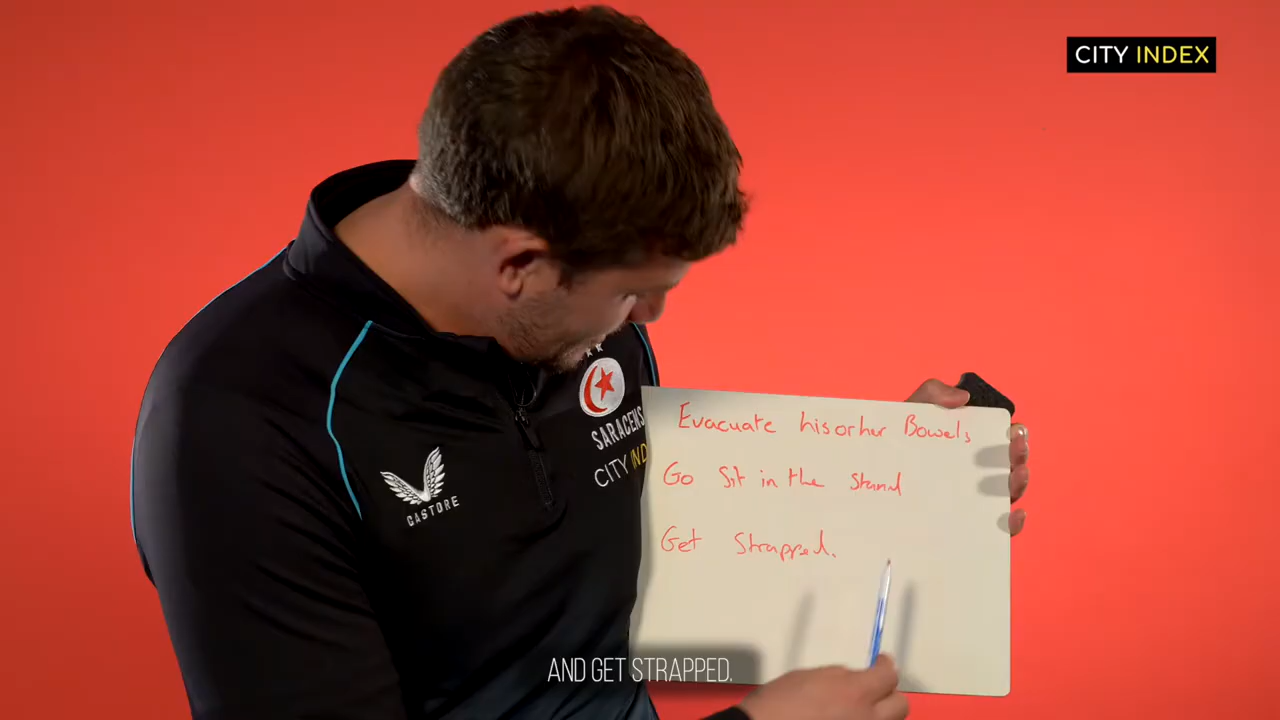 CITY INDEX
SARACENS
CITY IND
CASTORE
Evacuate his or her Bowels,
Go Sit in the Stand
Get Strapped.
AND GET STRAPPED.